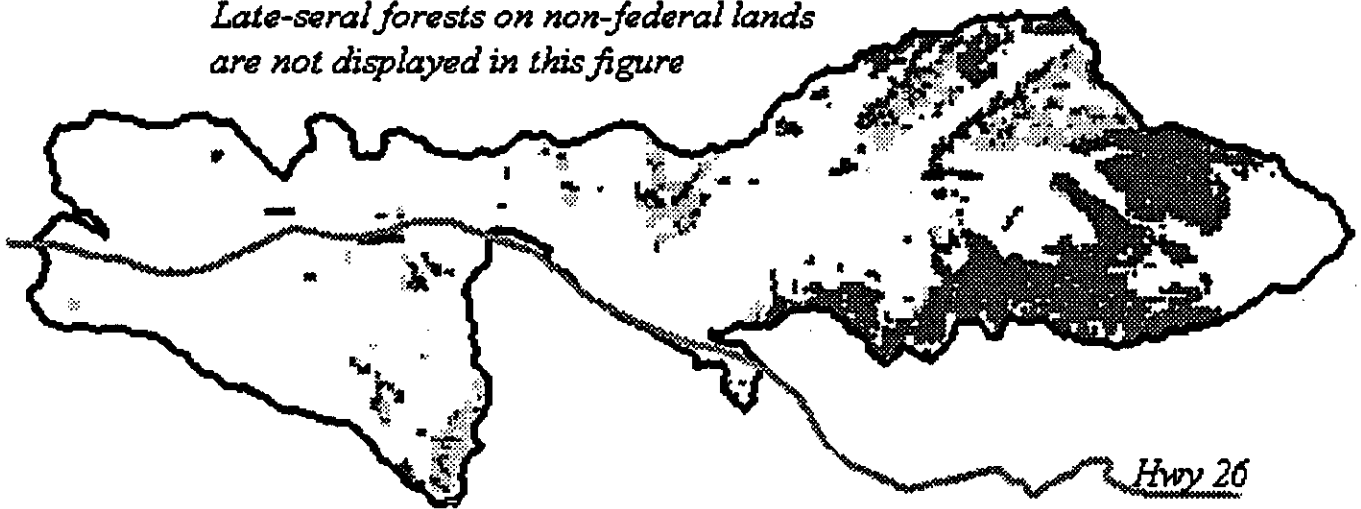 Late-seral forests on non-federal lands
are not displayed in this figure
Hwy 26